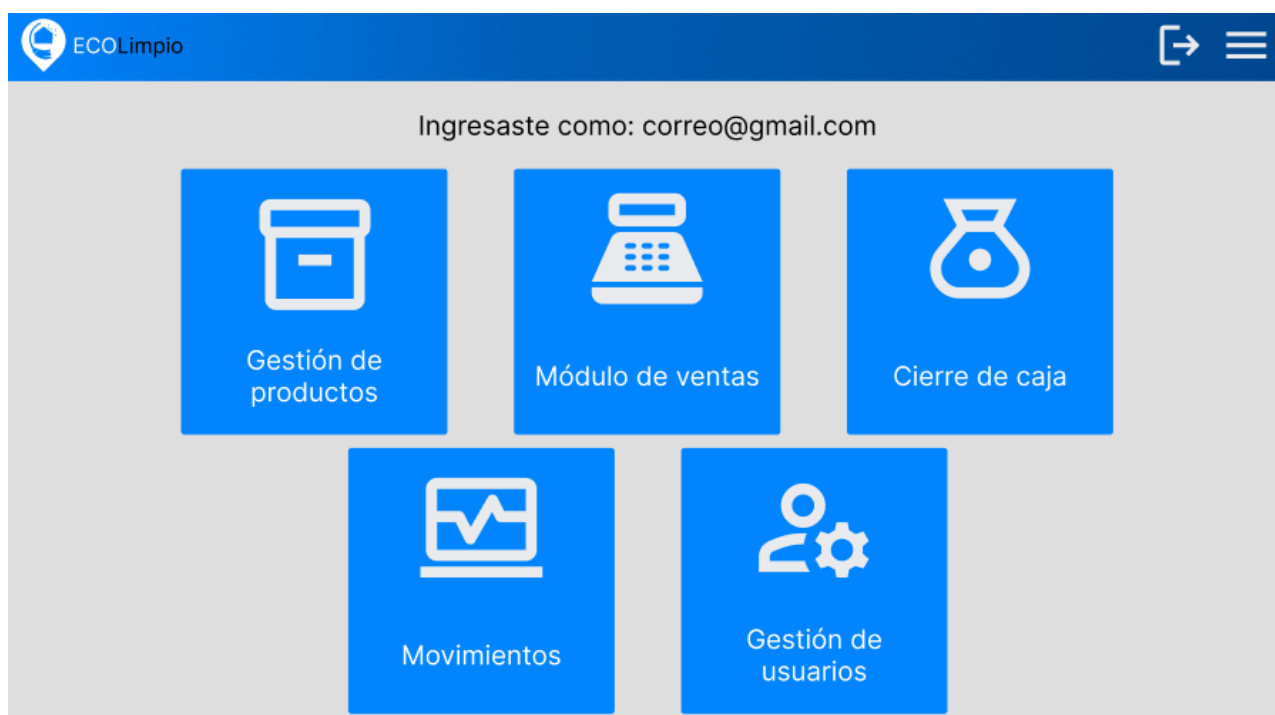 ECOLimpio
Ingresaste como: correo@gmail.com
Gestión de
productos
Módulo de ventas
Cierre de caja
Movimientos
Gestión de
usuarios